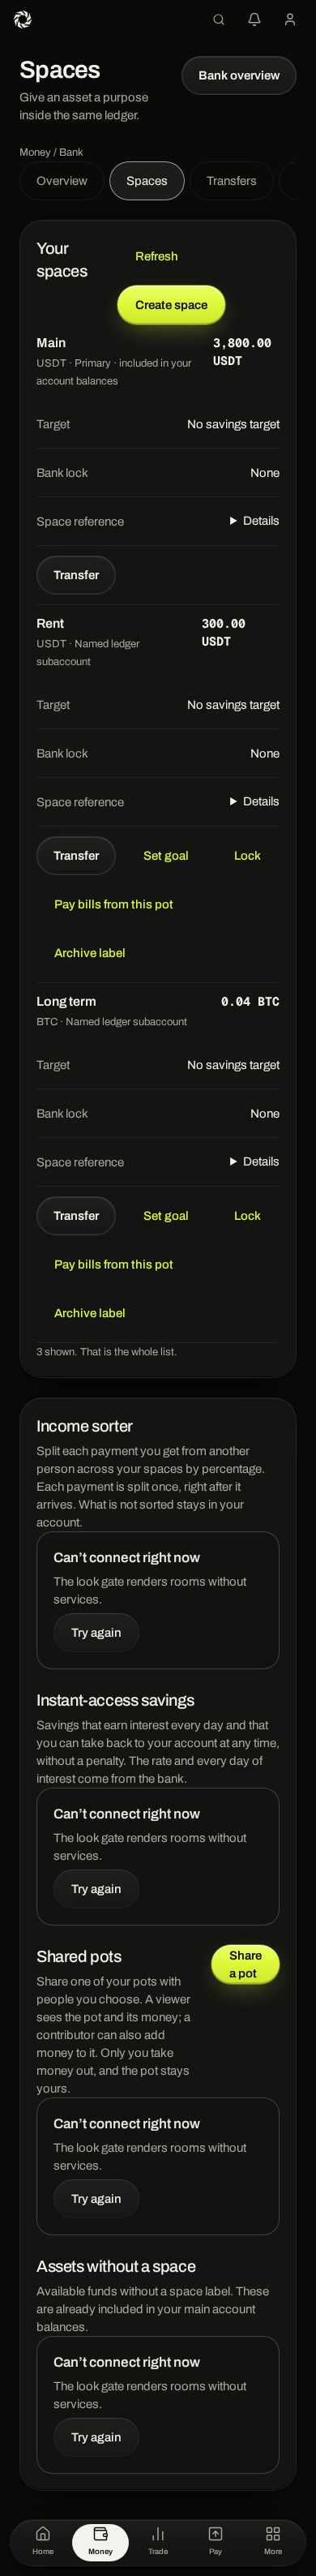 Spaces
Bank overview
Give an asset a purpose
inside the same ledger.
Money / Bank
Overview
Spaces
Transfers
Your
spaces
Refresh
Create space
Main
3,800.00
USDT
USDT · Primary · included in your
account balances
Target
No savings target
Bank lock
None
Space reference
▶ Details
Transfer
Rent
300.00
USDT
USDT · Named ledger
subaccount
Target
No savings target
Bank lock
None
Space reference
▶ Details
Transfer
Set goal
Lock
Pay bills from this pot
Archive label
Long term
0.04 BTC
BTC · Named ledger subaccount
Target
No savings target
Bank lock
None
Space reference
▶ Details
Transfer
Set goal
Lock
Pay bills from this pot
Archive label
3 shown. That is the whole list.
Income sorter
Split each payment you get from another
person across your spaces by percentage.
Each payment is split once, right after it
arrives. What is not sorted stays in your
account.
Can’t connect right now
The look gate renders rooms without
services.
Try again
Instant-access savings
Savings that earn interest every day and that
you can take back to your account at any time,
without a penalty. The rate and every day of
interest come from the bank.
Can’t connect right now
The look gate renders rooms without
services.
Try again
Shared pots
Share
a pot
Share one of your pots with
people you choose. A viewer
sees the pot and its money; a
contributor can also add
money to it. Only you take
money out, and the pot stays
yours.
Can’t connect right now
The look gate renders rooms without
services.
Try again
Assets without a space
Available funds without a space label. These
are already included in your main account
balances.
Can’t connect right now
The look gate renders rooms without
services.
Try again
Home
Money
Trade
Pay
More